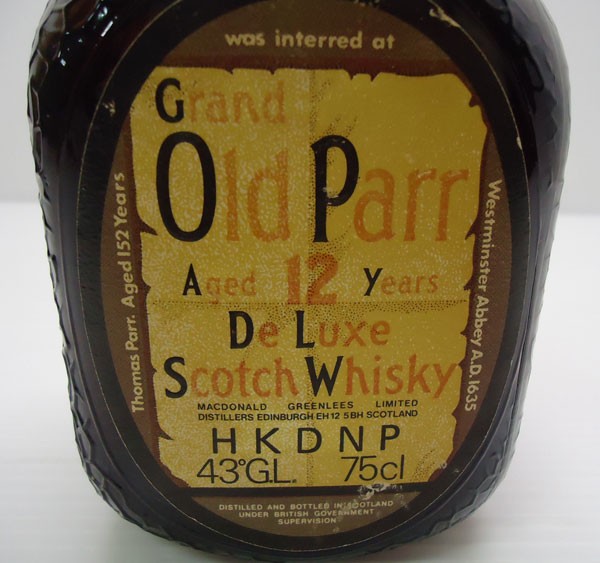 was interred at
Thomas Parr. Aged 152 Years
Westminster Abbey A.D. 1635
Grand
Old Parr
Aged 12 Years
De Luxe
Scotch Whisky
MACDONALD GREENLEES LIMITED
DISTILLERS EDINBURGH EH12 5BH SCOTLAND
HKDNP
43°G.L. 75cl
DISTILLED AND BOTTLED IN SCOTLAND
UNDER BRITISH GOVERNMENT
SUPERVISION